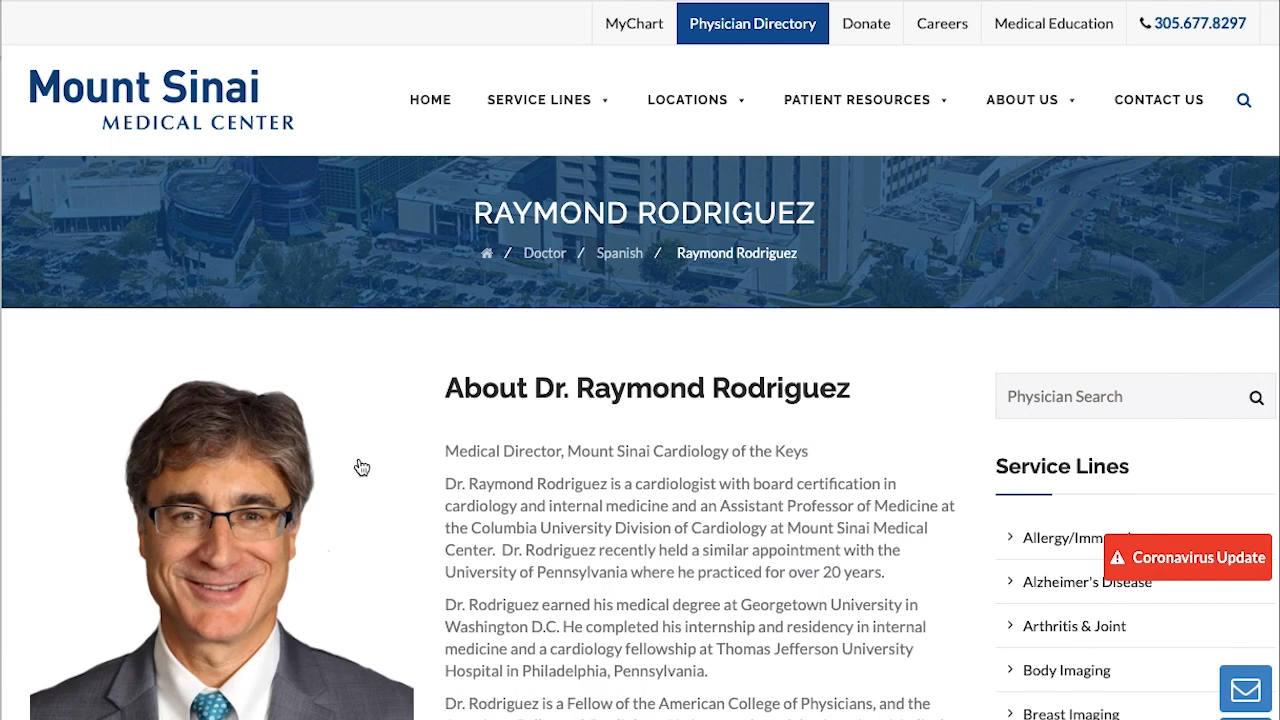 MyChart
Physician Directory
Donate
Careers
Medical Education
305.677.8297
Mount Sinai
MEDICAL CENTER
HOME
SERVICE LINES
LOCATIONS
PATIENT RESOURCES
ABOUT US
CONTACT US
RAYMOND RODRIGUEZ
/ Doctor / Spanish / Raymond Rodriguez
About Dr. Raymond Rodriguez
Medical Director, Mount Sinai Cardiology of the Keys
Dr. Raymond Rodriguez is a cardiologist with board certification in
cardiology and internal medicine and an Assistant Professor of Medicine at
the Columbia University Division of Cardiology at Mount Sinai Medical
Center. Dr. Rodriguez recently held a similar appointment with the
University of Pennsylvania where he practiced for over 20 years.
Dr. Rodriguez earned his medical degree at Georgetown University in
Washington D.C. He completed his internship and residency in internal
medicine and a cardiology fellowship at Thomas Jefferson University
Hospital in Philadelphia, Pennsylvania.
Dr. Rodriguez is a Fellow of the American College of Physicians, and the
Physician Search
Service Lines
Allergy/Imm
Coronavirus Update
Alzheimer's Disease
Arthritis & Joint
Body Imaging
Breast Imaging